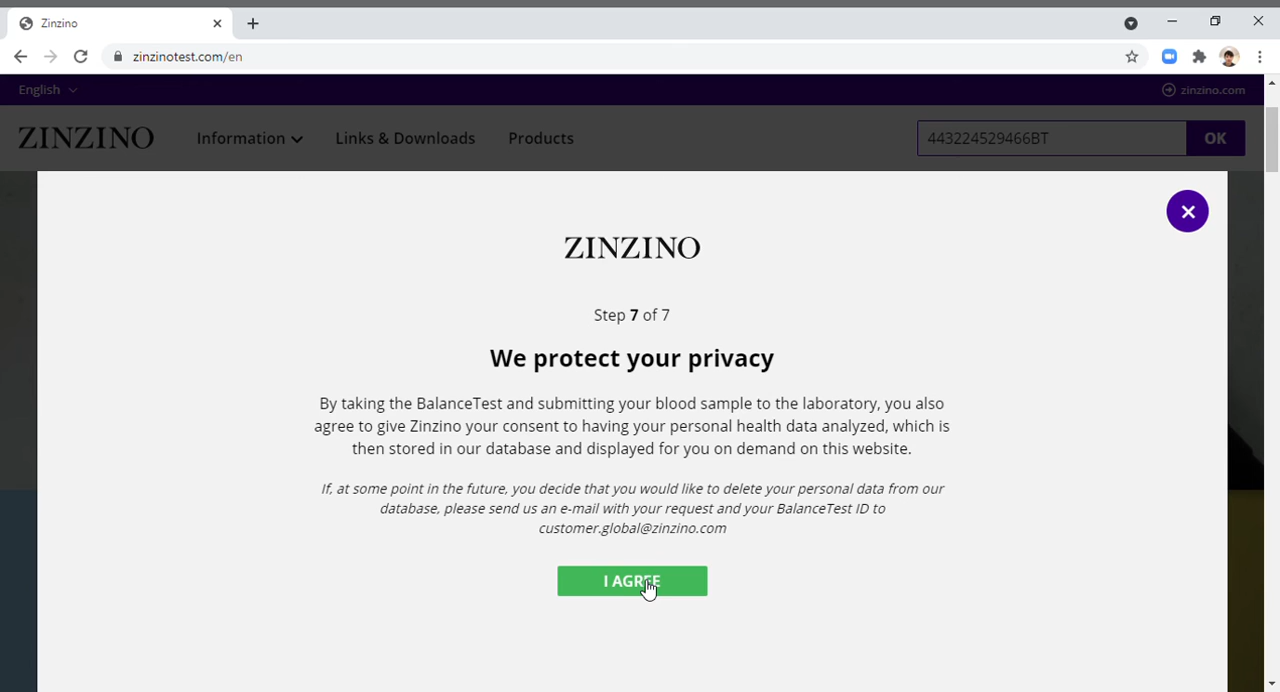 Zinzino
zinzinotest.com/en
English
zinzino.com
ZINZINO
Information
Links & Downloads
Products
443224529466BT
OK
ZINZINO
Step 7 of 7
We protect your privacy
By taking the BalanceTest and submitting your blood sample to the laboratory, you also
agree to give Zinzino your consent to having your personal health data analyzed, which is
then stored in our database and displayed for you on demand on this website.
If, at some point in the future, you decide that you would like to delete your personal data from our
database, please send us an e-mail with your request and your BalanceTest ID to
customer.global@zinzino.com
I AGREE